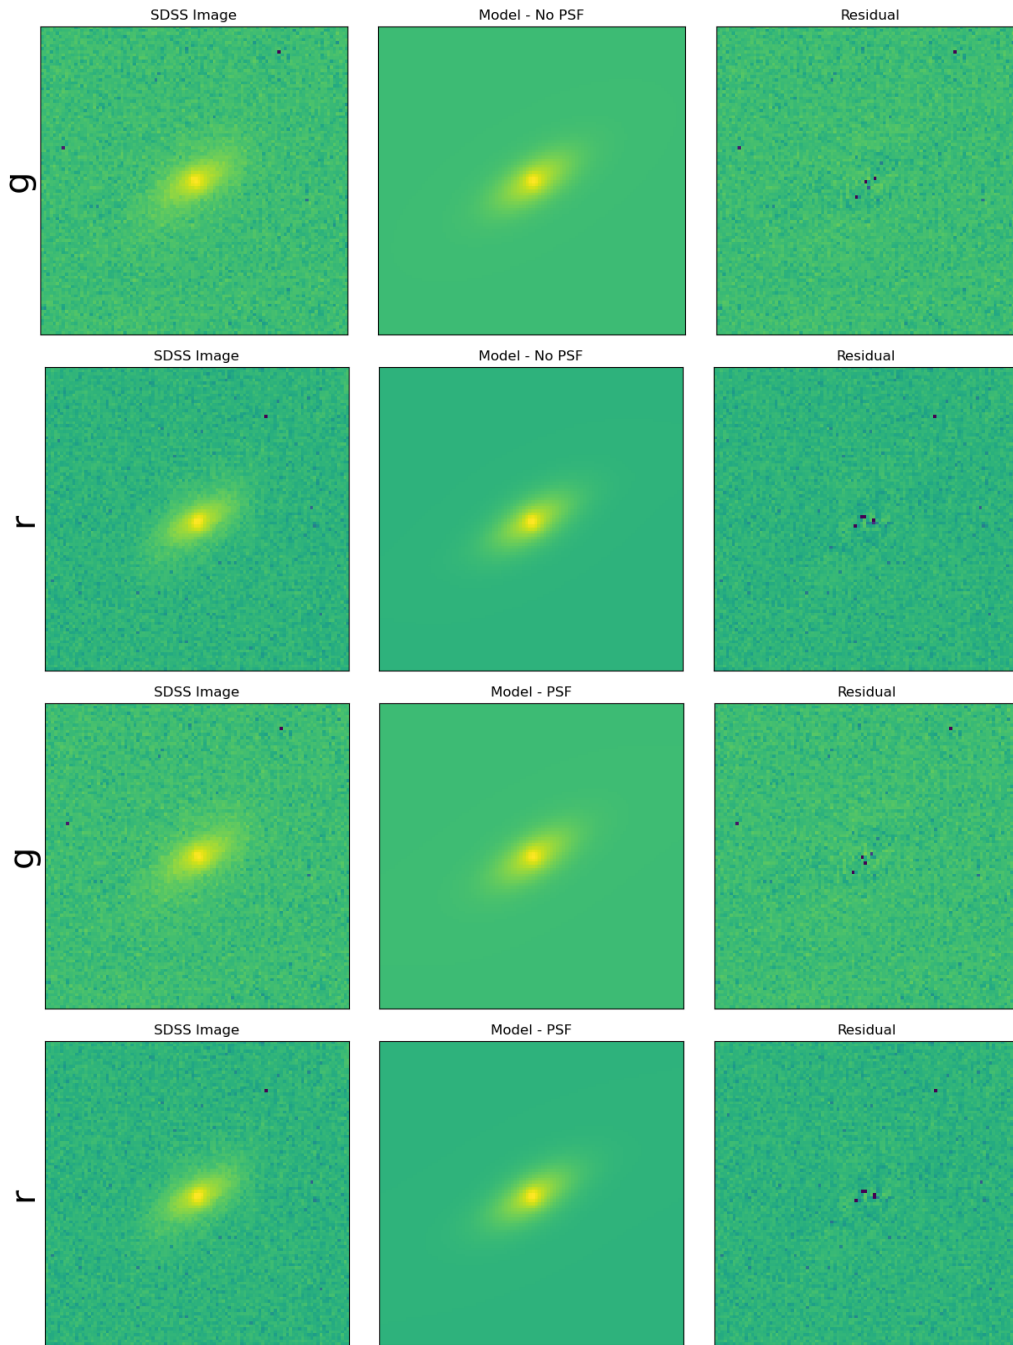 SDSS Image Model - No PSF Residual
g
SDSS Image Model - No PSF Residual
r
SDSS Image Model - PSF Residual
g
SDSS Image Model - PSF Residual
r